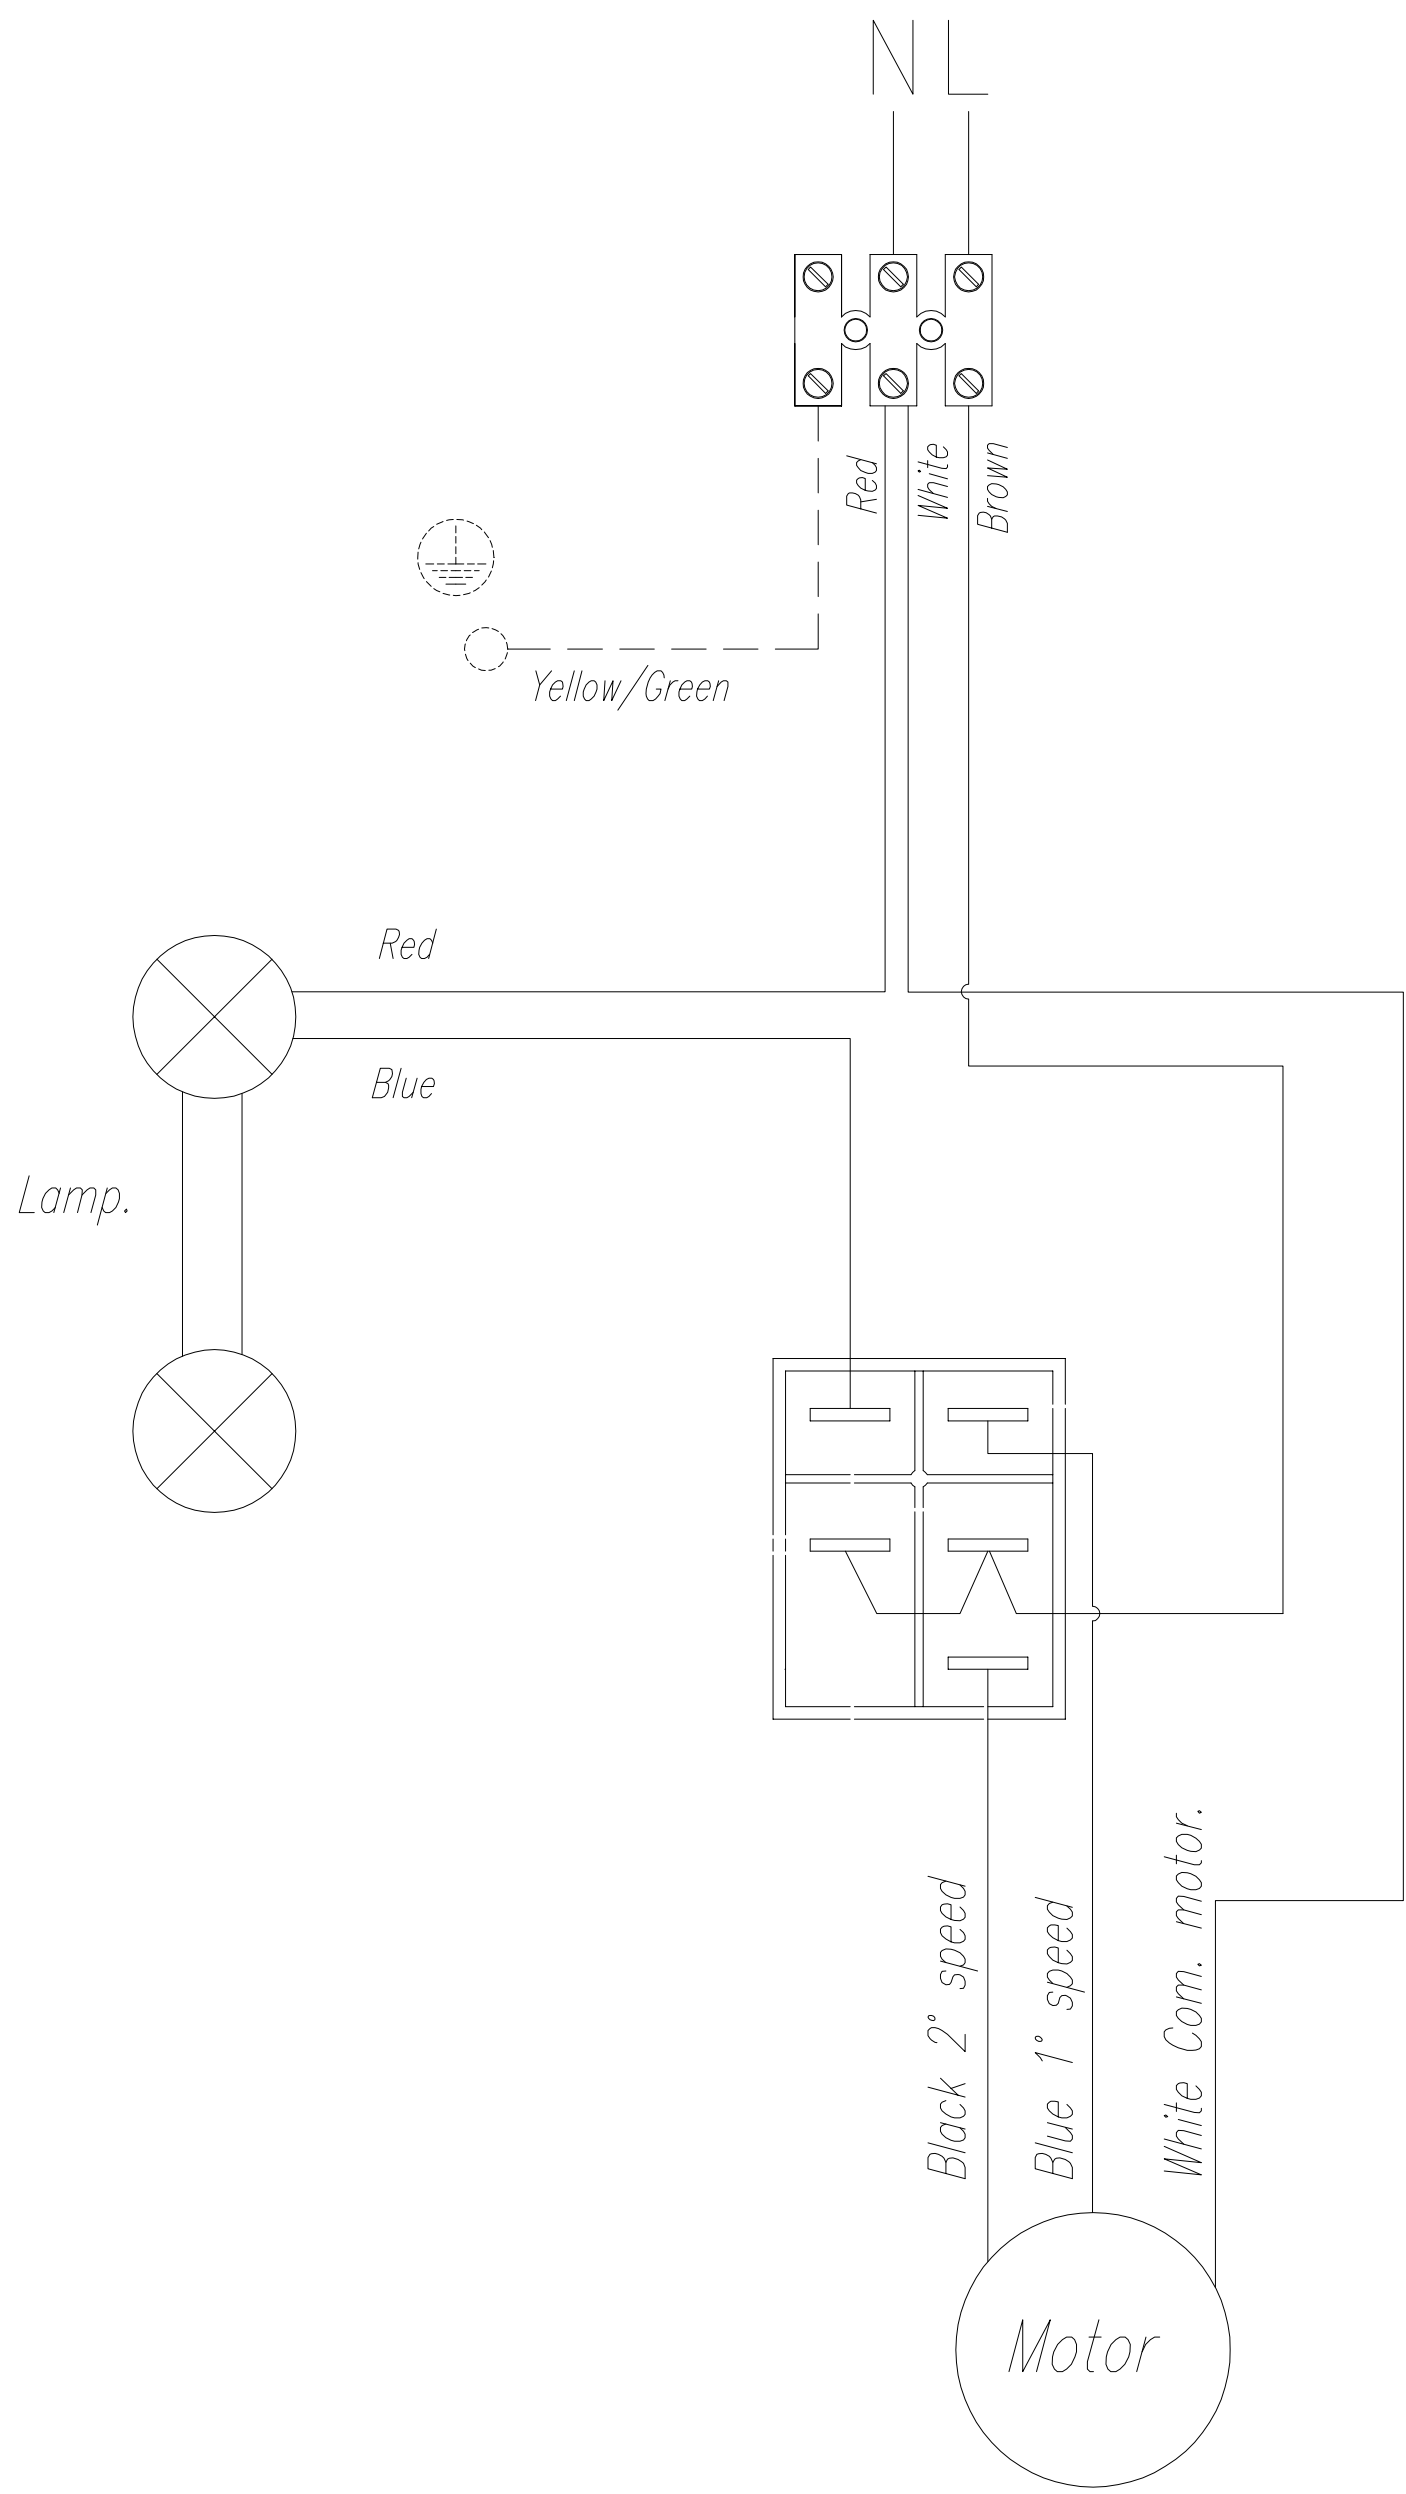 N L
Red
White
Brown
Yellow/Green
Red
Blue
Lamp.
Black 2° speed
Blue 1° speed
White Com. motor.
Motor